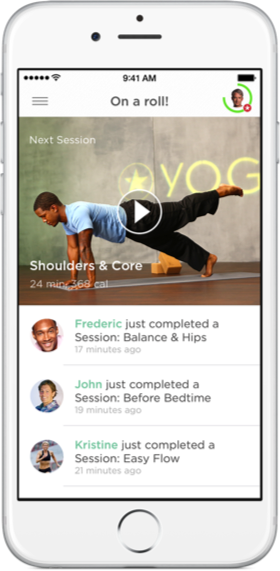 9:41 AM
On a roll!
Next Session
YOG
Shoulders & Core
24 min, 368 cal
Frederic just completed a
Session: Balance & Hips
17 minutes ago
John just completed a
Session: Before Bedtime
19 minutes ago
Kristine just completed a
Session: Easy Flow
21 minutes ago